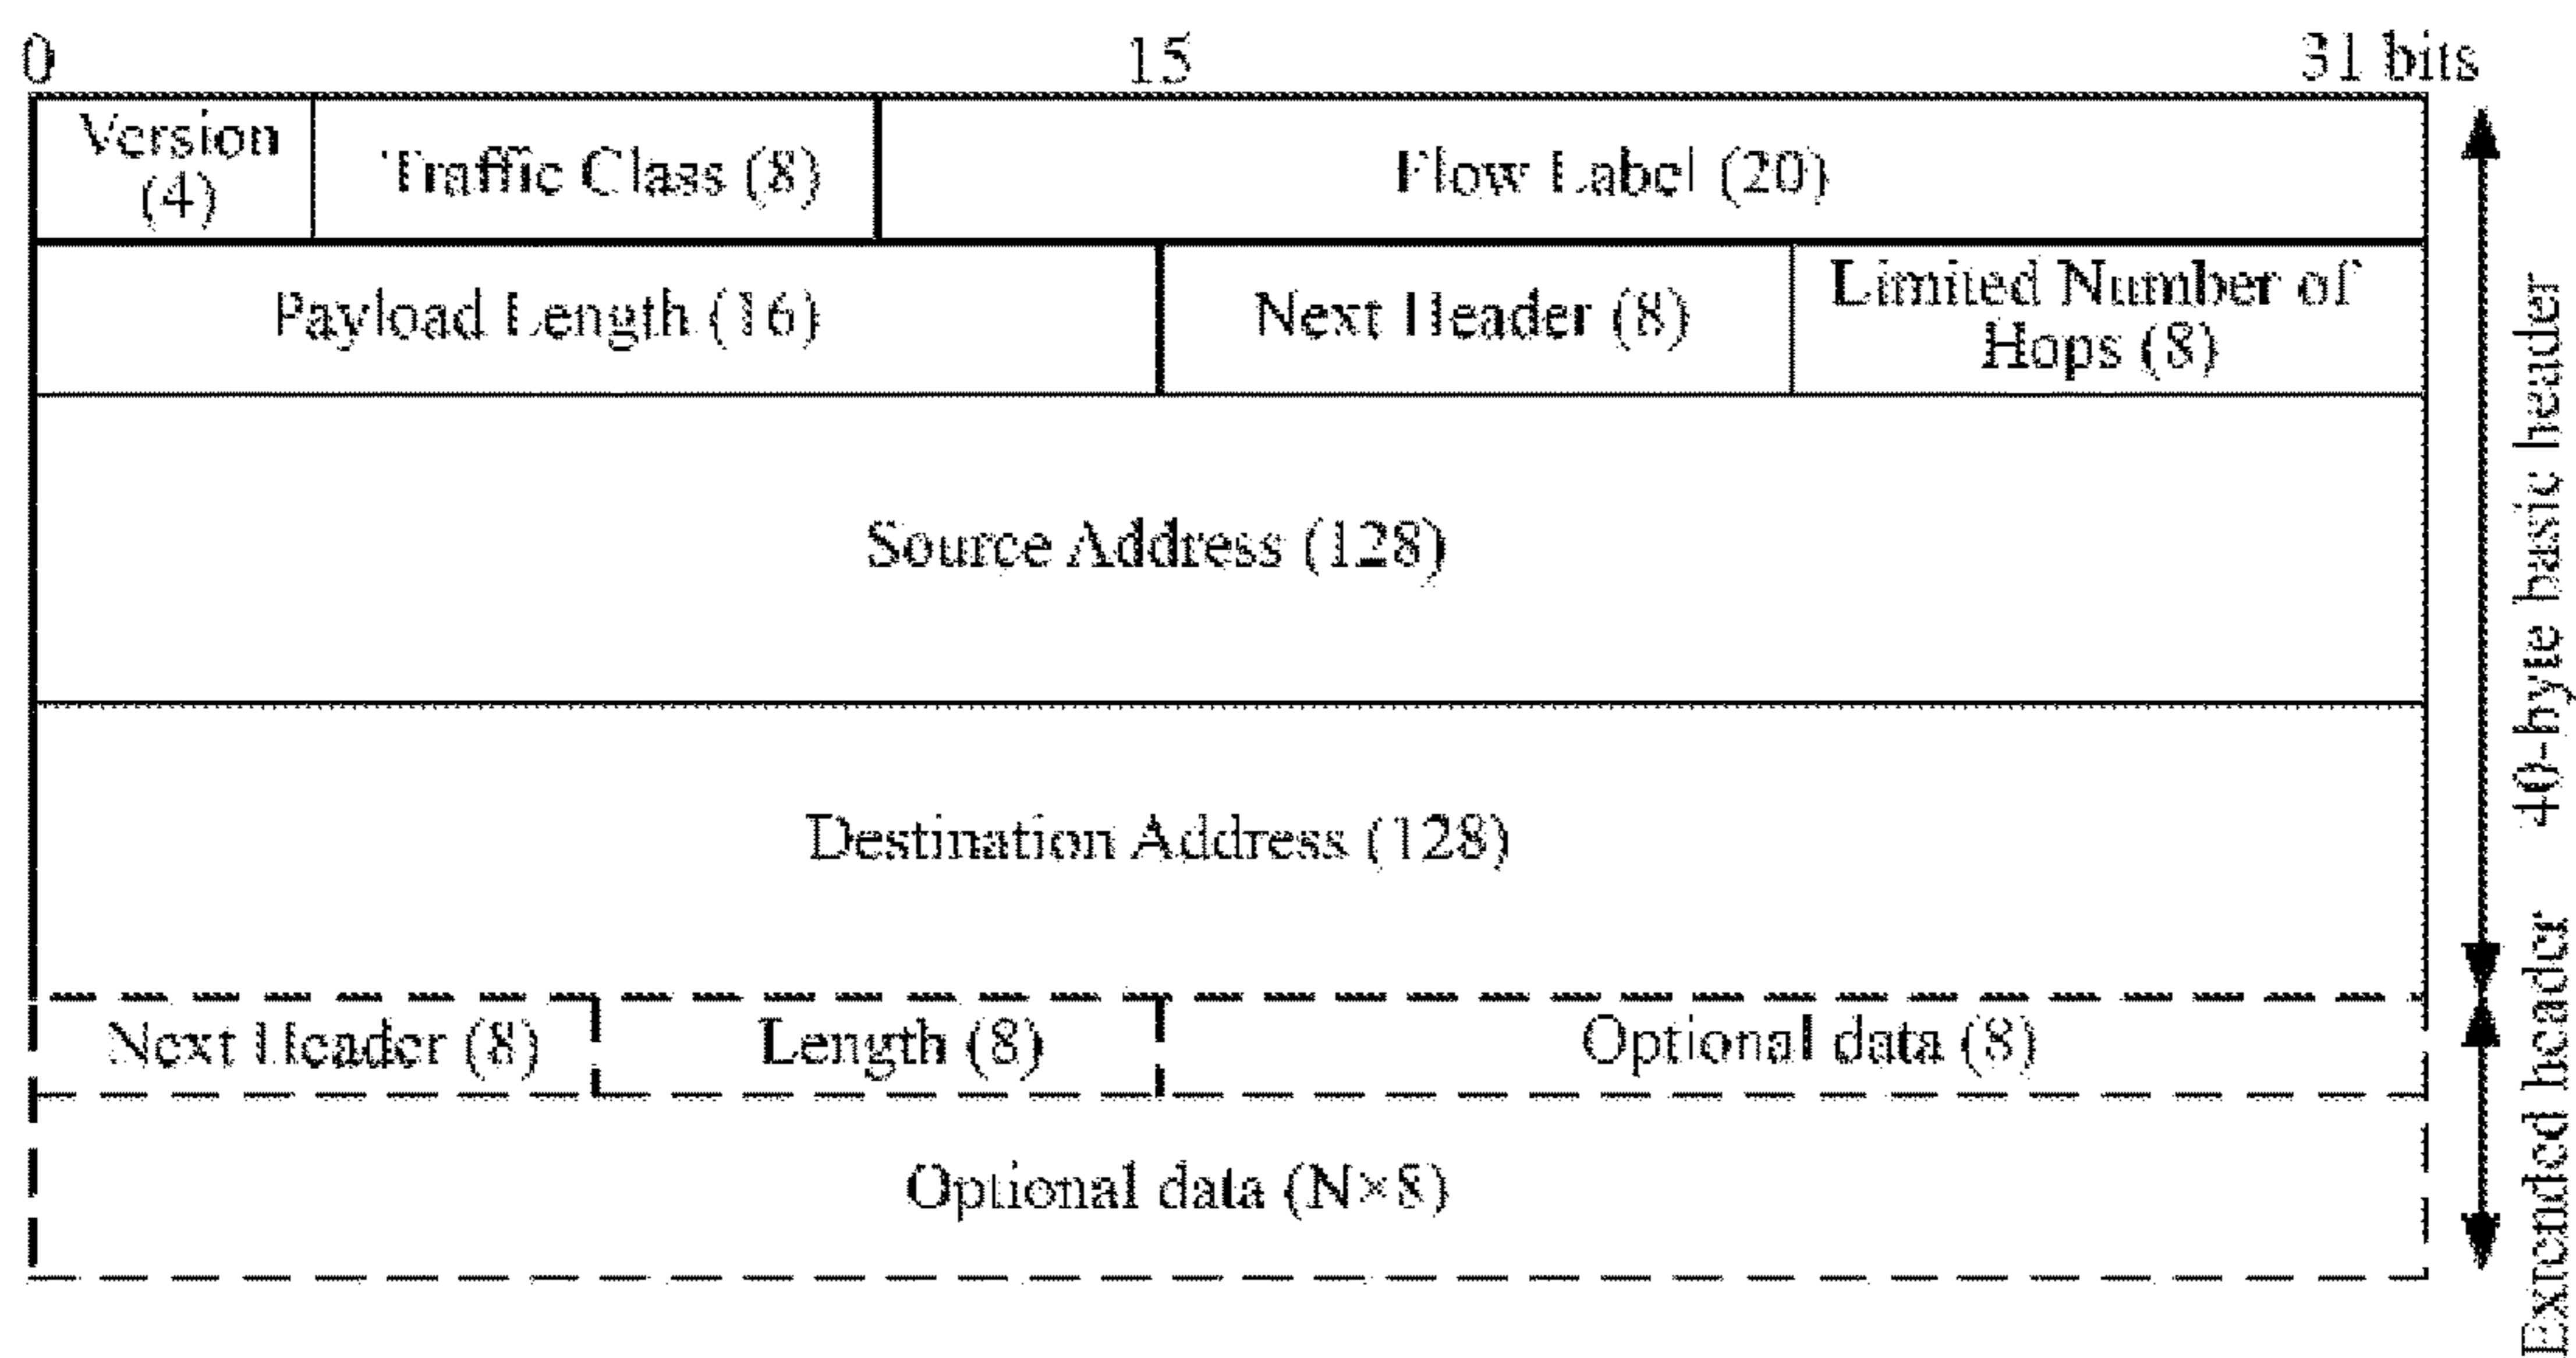 0 15 31 bits
Version
(4)
Traffic Class (8)
Flow Label (20)
Payload Length (16)
Next Header (8)
Limited Number of
Hops (8)
Source Address (128)
Destination Address (128)
Next Header (8)
Length (8)
Optional data (8)
Optional data (N×8)
40-byte basic header
Extended header